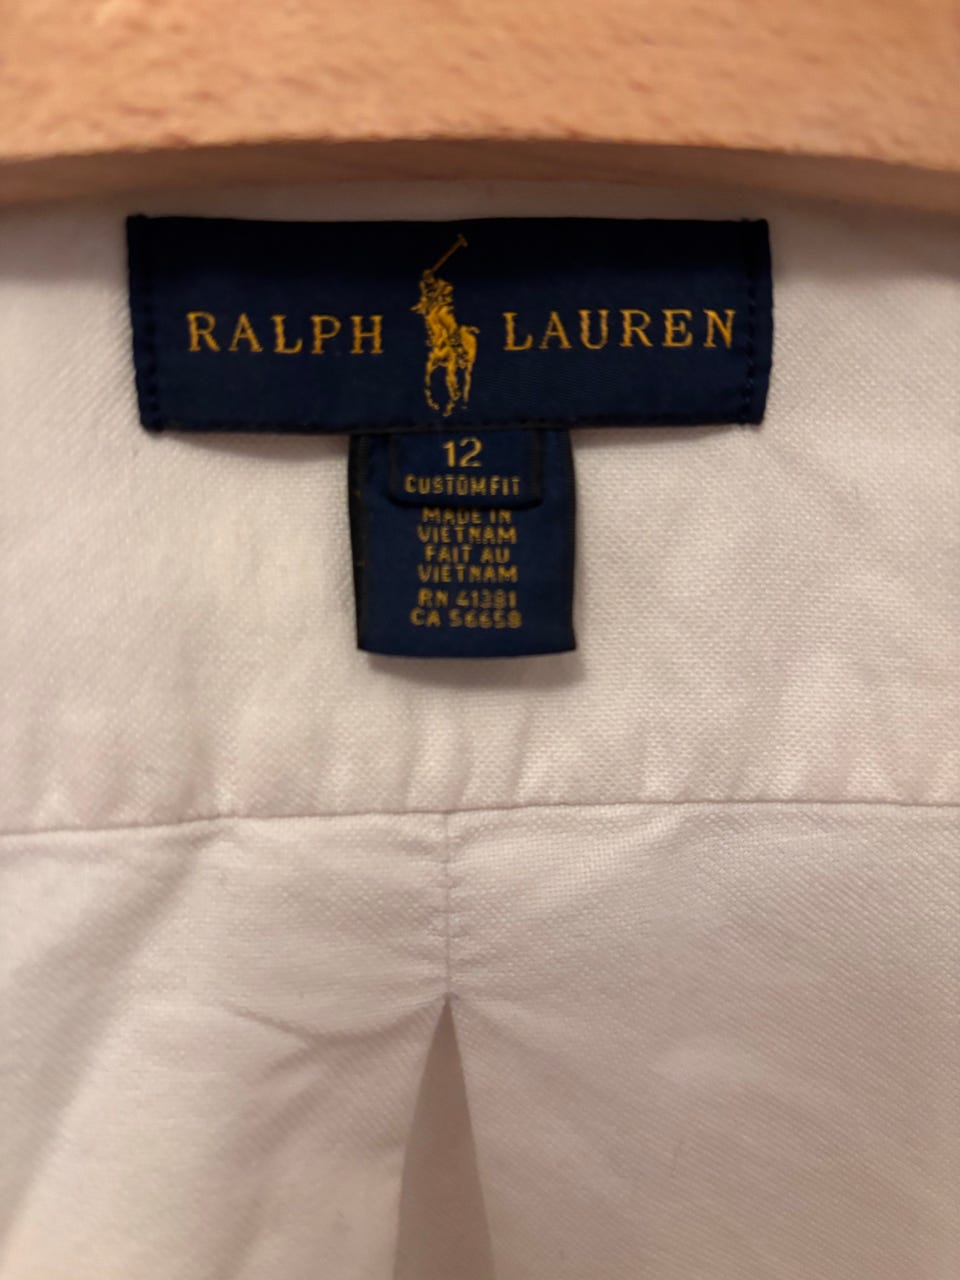 RALPH LAUREN
12
CUSTOM FIT
MADE IN
VIETNAM
FAIT AU
VIETNAM
RN 41381
CA 56658